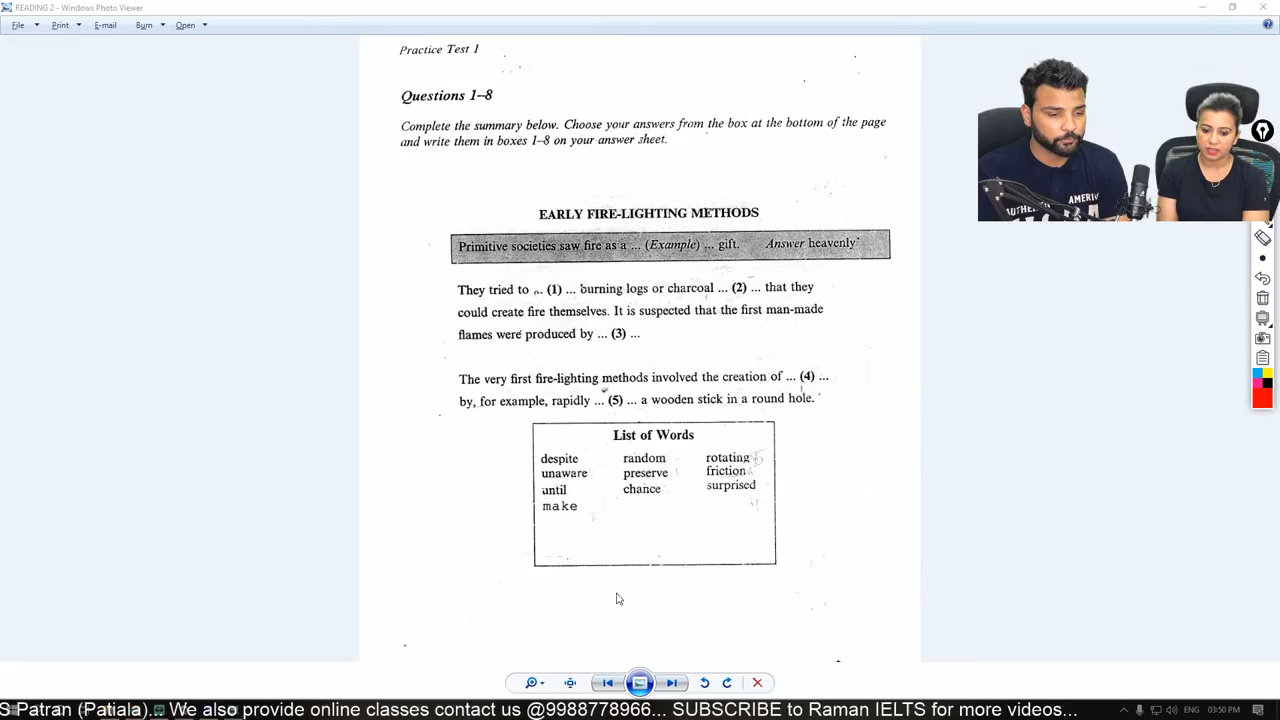 READING 2 - Windows Photo Viewer
File Print E-mail Burn Open
Practice Test 1
Questions 1-8
Complete the summary below. Choose your answers from the box at the bottom of the page
and write them in boxes 1-8 on your answer sheet.
EARLY FIRE-LIGHTING METHODS
Primitive societies saw fire as a ... (Example) ... gift. Answer heavenly
They tried to ... (1) ... burning logs or charcoal ... (2) ... that they
could create fire themselves. It is suspected that the first man-made
flames were produced by ... (3) ...
The very first fire-lighting methods involved the creation of ... (4) ...
by, for example, rapidly ... (5) ... a wooden stick in a round hole.
List of Words
despite random rotating
unaware preserve friction
until chance surprised
make
AMERIC
AUTHENT
S Patran (Patiala)... We also provide online classes contact us @9988778966... SUBSCRIBE to Raman IELTS for more videos...
ENG 03:50 PM